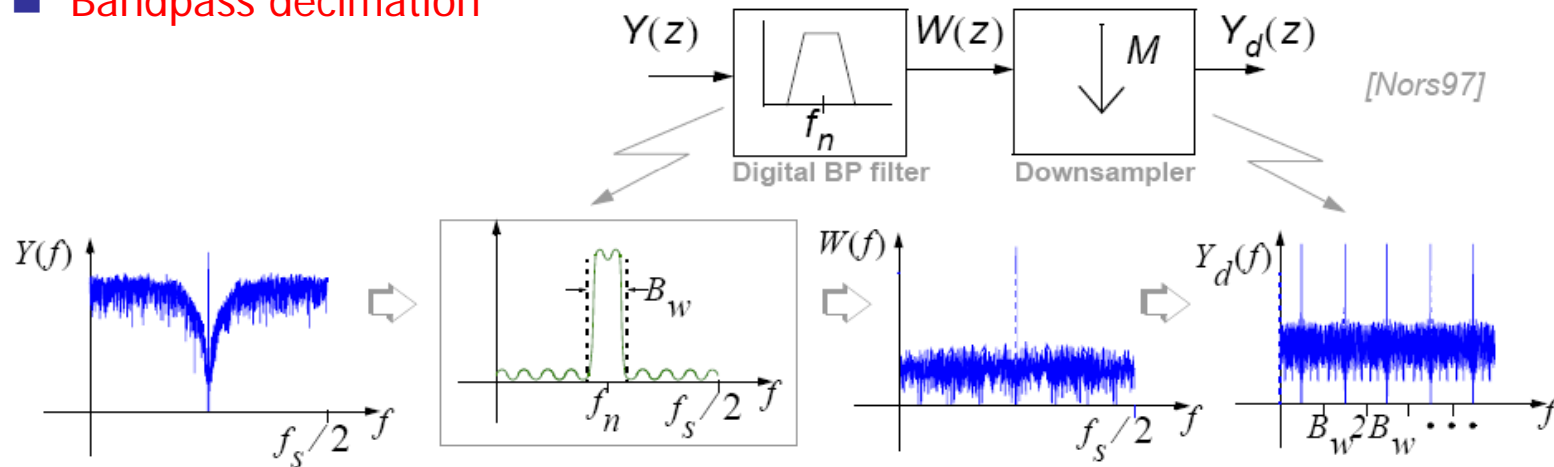 Bandpass decimation
Y(z)
W(z)
Y_d(z)
f_n
M
[Nors97]
Digital BP filter
Downsampler
Y(f)
f_s/2
f
B_w
f_n
f_s/2
f
W(f)
f_s/2
f
Y_d(f)
B_w
2B_w
• • •
f